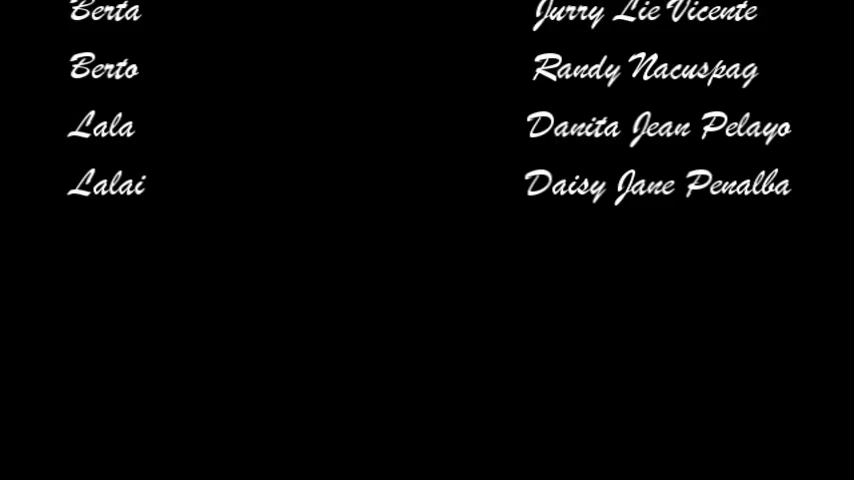 Berta Jurry Lie Vicente
Berto Randy Nacuspag
Lala Danita Jean Pelayo
Lalai Daisy Jane Penalba